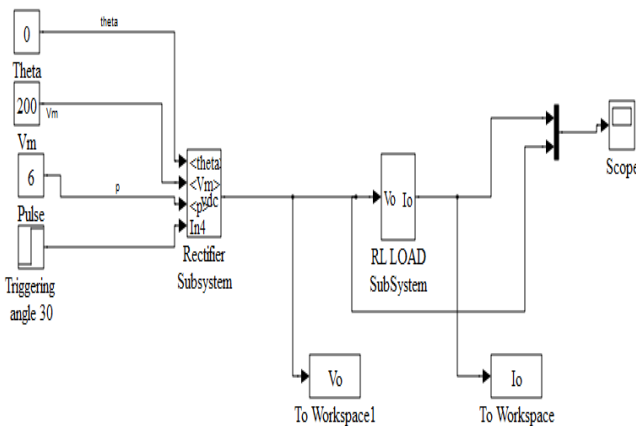 theta
0
Theta
200
Vm
Vm
6
p
Pulse
Triggering
angle 30
<theta>
<Vm>
<p>
vdc
In4
Rectifier
Subsystem
Vo Io
RL LOAD
SubSystem
Scope
Vo
To Workspace1
Io
To Workspace